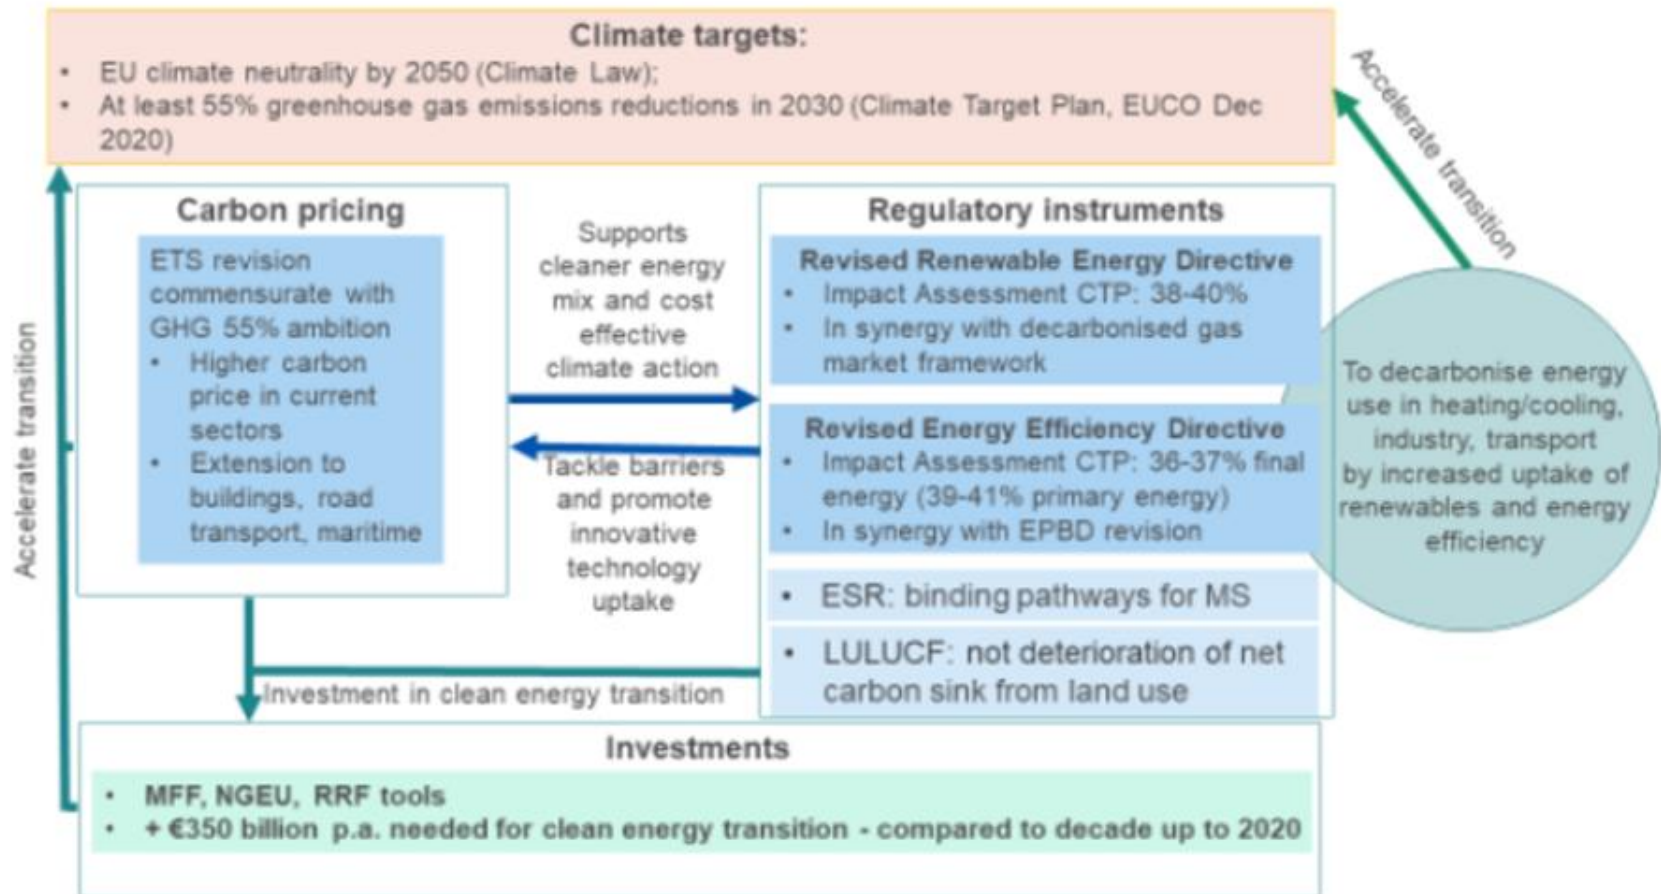 Climate targets:
• EU climate neutrality by 2050 (Climate Law);
• At least 55% greenhouse gas emissions reductions in 2030 (Climate Target Plan, EUCO Dec
2020)
Accelerate transition
Accelerate transition
Carbon pricing
ETS revision
commensurate with
GHG 55% ambition
• Higher carbon
price in current
sectors
• Extension to
buildings, road
transport, maritime
Supports
cleaner energy
mix and cost
effective
climate action
Tackle barriers
and promote
innovative
technology
uptake
Regulatory instruments
Revised Renewable Energy Directive
• Impact Assessment CTP: 38-40%
• In synergy with decarbonised gas
market framework
Revised Energy Efficiency Directive
• Impact Assessment CTP: 36-37% final
energy (39-41% primary energy)
• In synergy with EPBD revision
• ESR: binding pathways for MS
• LULUCF: not deterioration of net
carbon sink from land use
To decarbonise energy
use in heating/cooling,
industry, transport
by increased uptake of
renewables and energy
efficiency
Investment in clean energy transition
Investments
• MFF, NGEU, RRF tools
• + €350 billion p.a. needed for clean energy transition - compared to decade up to 2020